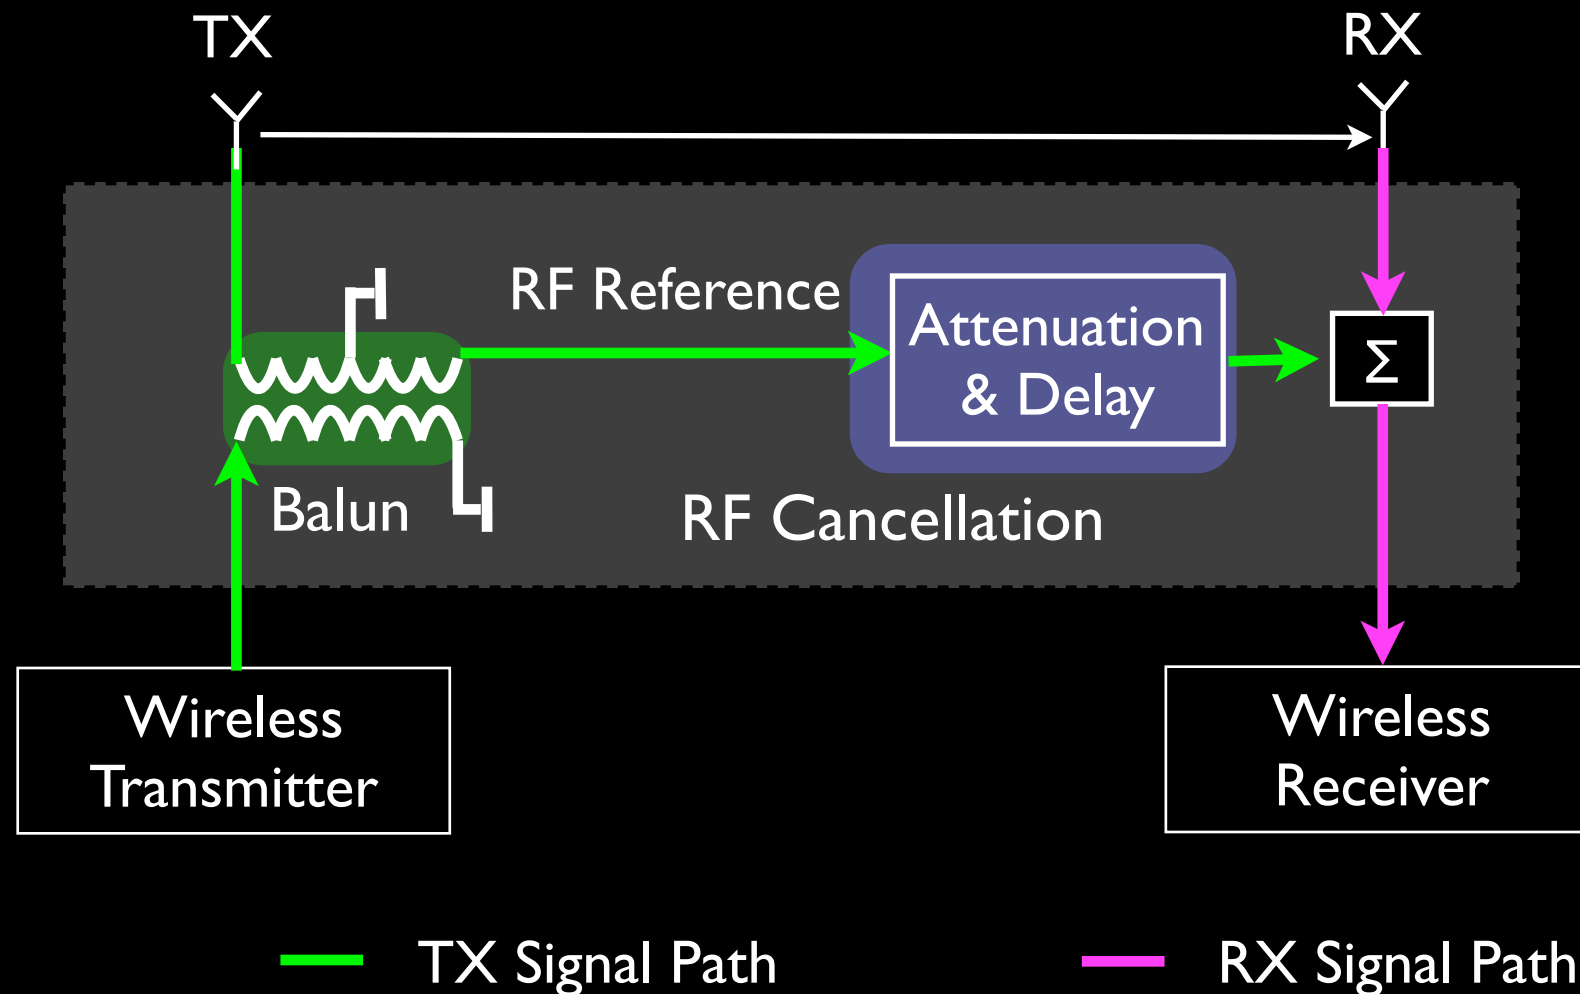 TX
RX
RF Reference
Attenuation
& Delay
Σ
Balun
RF Cancellation
Wireless
Transmitter
Wireless
Receiver
TX Signal Path
RX Signal Path